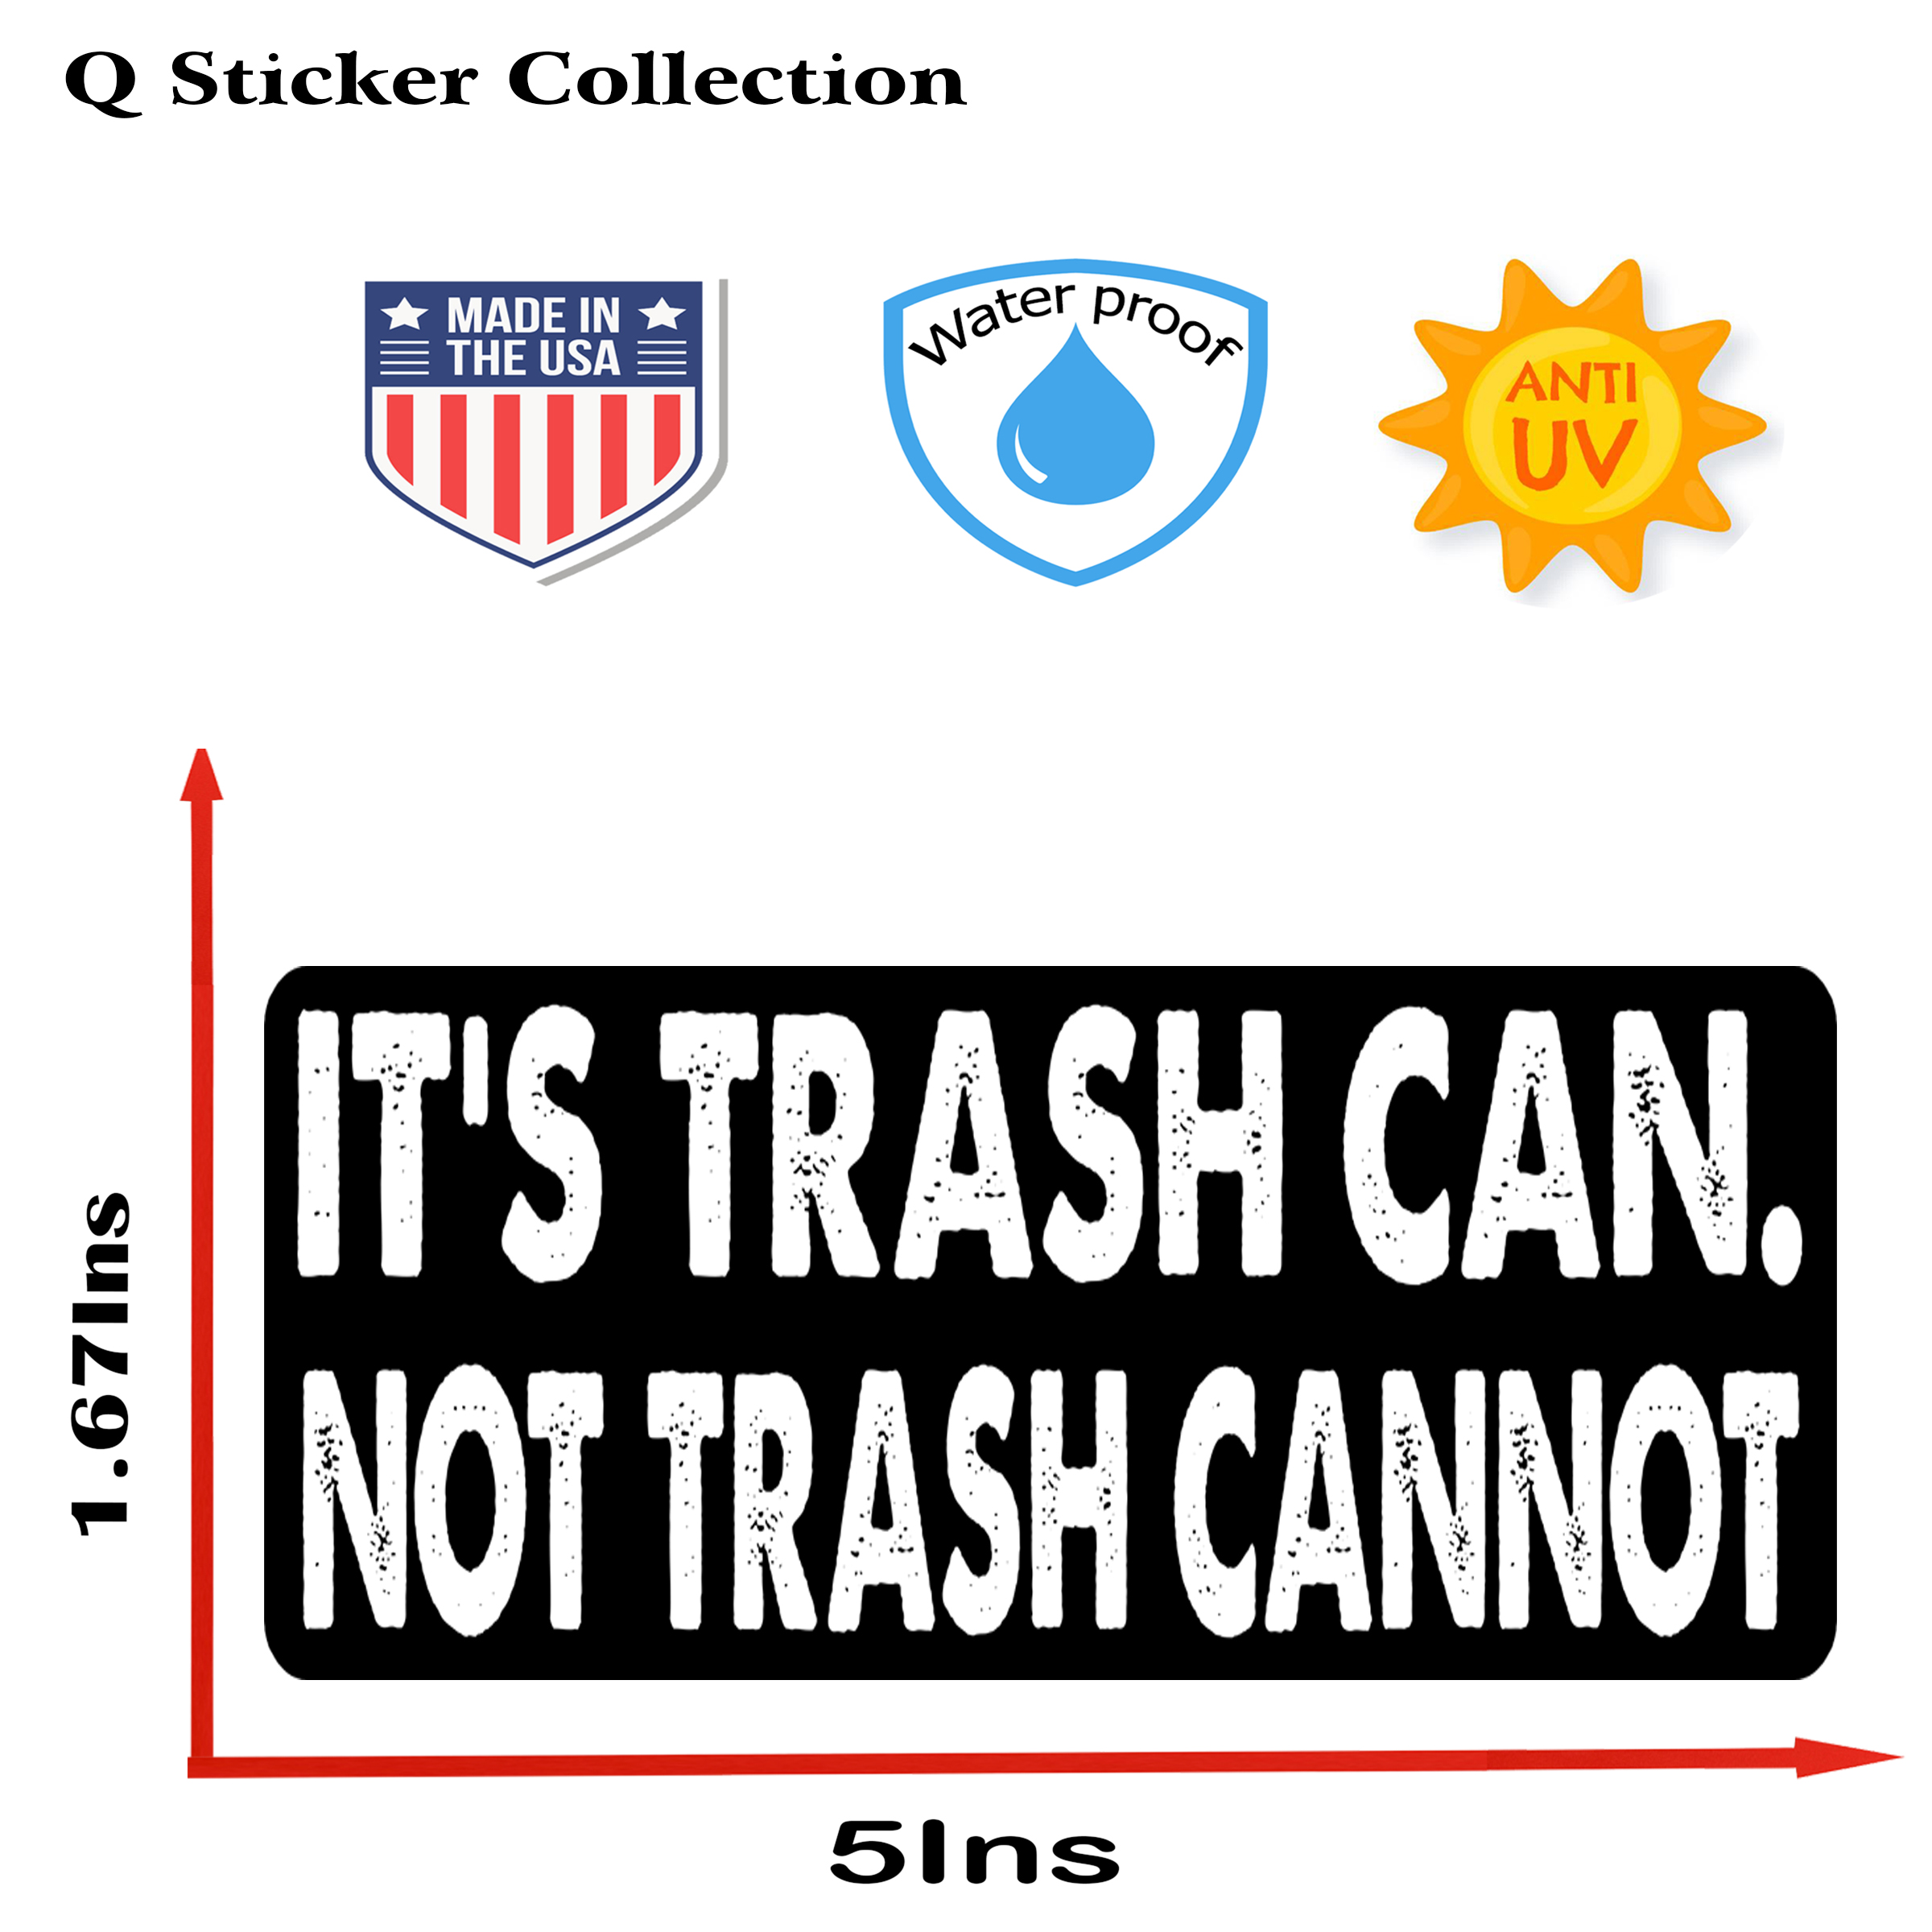 Q Sticker Collection
MADE IN
THE USA
Water proof
ANTI
UV
IT'S TRASH CAN.
NOT TRASH CANNOT
1.67Ins
5Ins